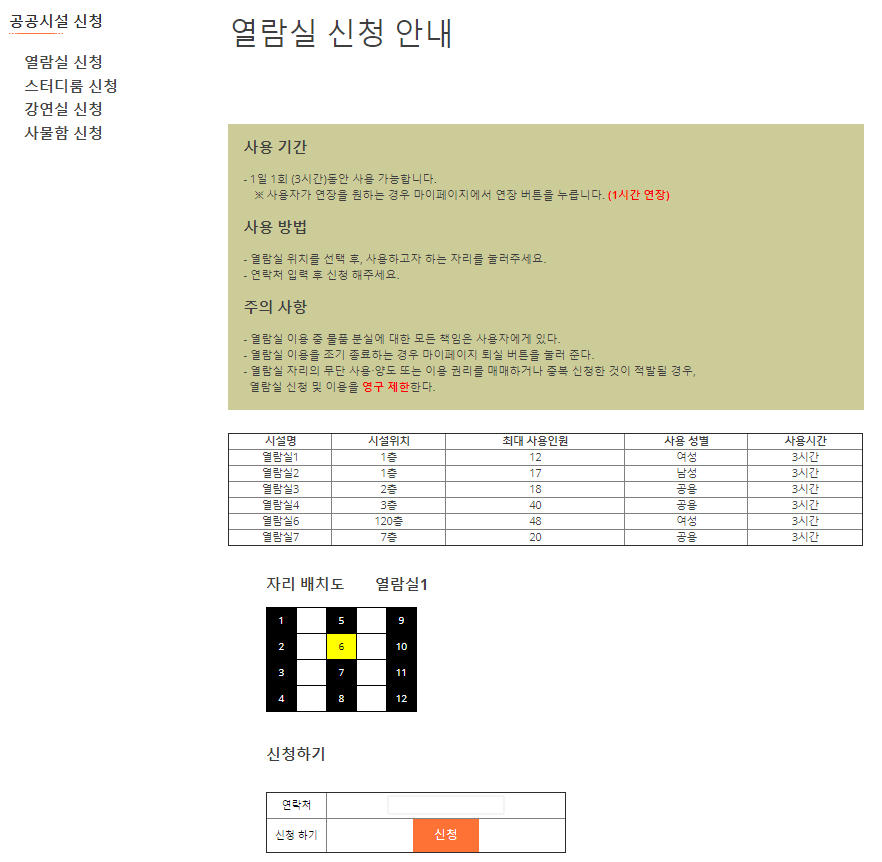 공공시설 신청
열람실 신청
스터디룸 신청
강연실 신청
사물함 신청
열람실 신청 안내
사용 기간
- 1일 1회 (3시간)동안 사용 가능합니다.
※ 사용자가 연장을 원하는 경우 마이페이지에서 연장 버튼을 누릅니다. (1시간 연장)
사용 방법
- 열람실 위치를 선택 후, 사용하고자 하는 자리를 눌러주세요.
- 연락처 입력 후 신청 해주세요.
주의 사항
- 열람실 이용 중 물품 분실에 대한 모든 책임은 사용자에게 있다.
- 열람실 이용을 조기 종료하는 경우 마이페이지 퇴실 버튼을 눌러 준다.
- 열람실 자리의 무단 사용·양도 또는 이용 권리를 매매하거나 중복 신청한 것이 적발될 경우,
열람실 신청 및 이용을 영구 제한한다.
시설명 시설위치 최대 사용인원 사용 성별 사용시간
열람실1 1층 12 여성 3시간
열람실2 1층 17 남성 3시간
열람실3 2층 18 공용 3시간
열람실4 3층 40 공용 3시간
열람실6 120층 48 여성 3시간
열람실7 7층 20 공용 3시간
자리 배치도 열람실1
1 5 9
2 6 10
3 7 11
4 8 12
신청하기
연락처
신청 하기 신청